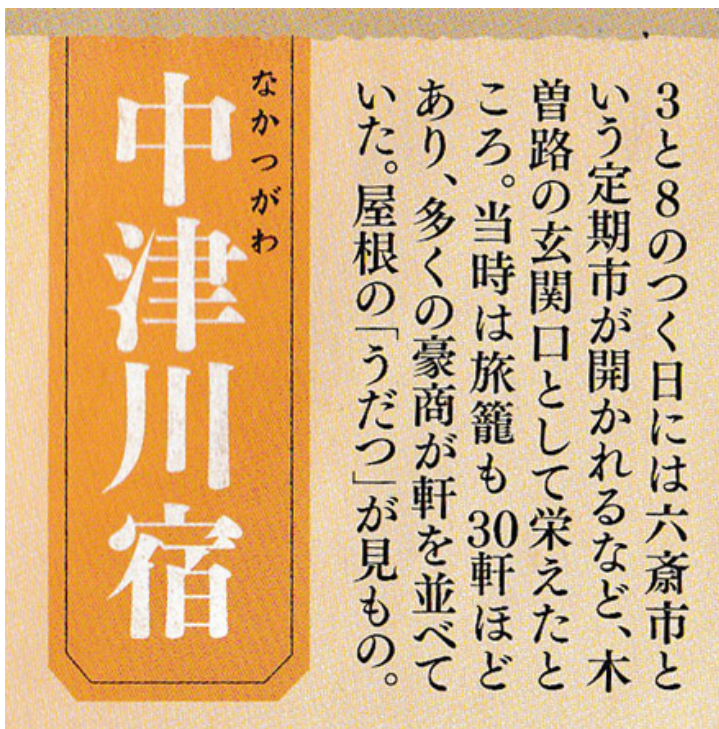 3と8のつく日には六斎市と
いう定期市が開かれるなど、木
曽路の玄関口として栄えたと
ころ。当時は旅籠も30軒ほど
あり、多くの豪商が軒を並べて
いた。屋根の「うだつ」が見もの。
なかつがわ
中津川宿